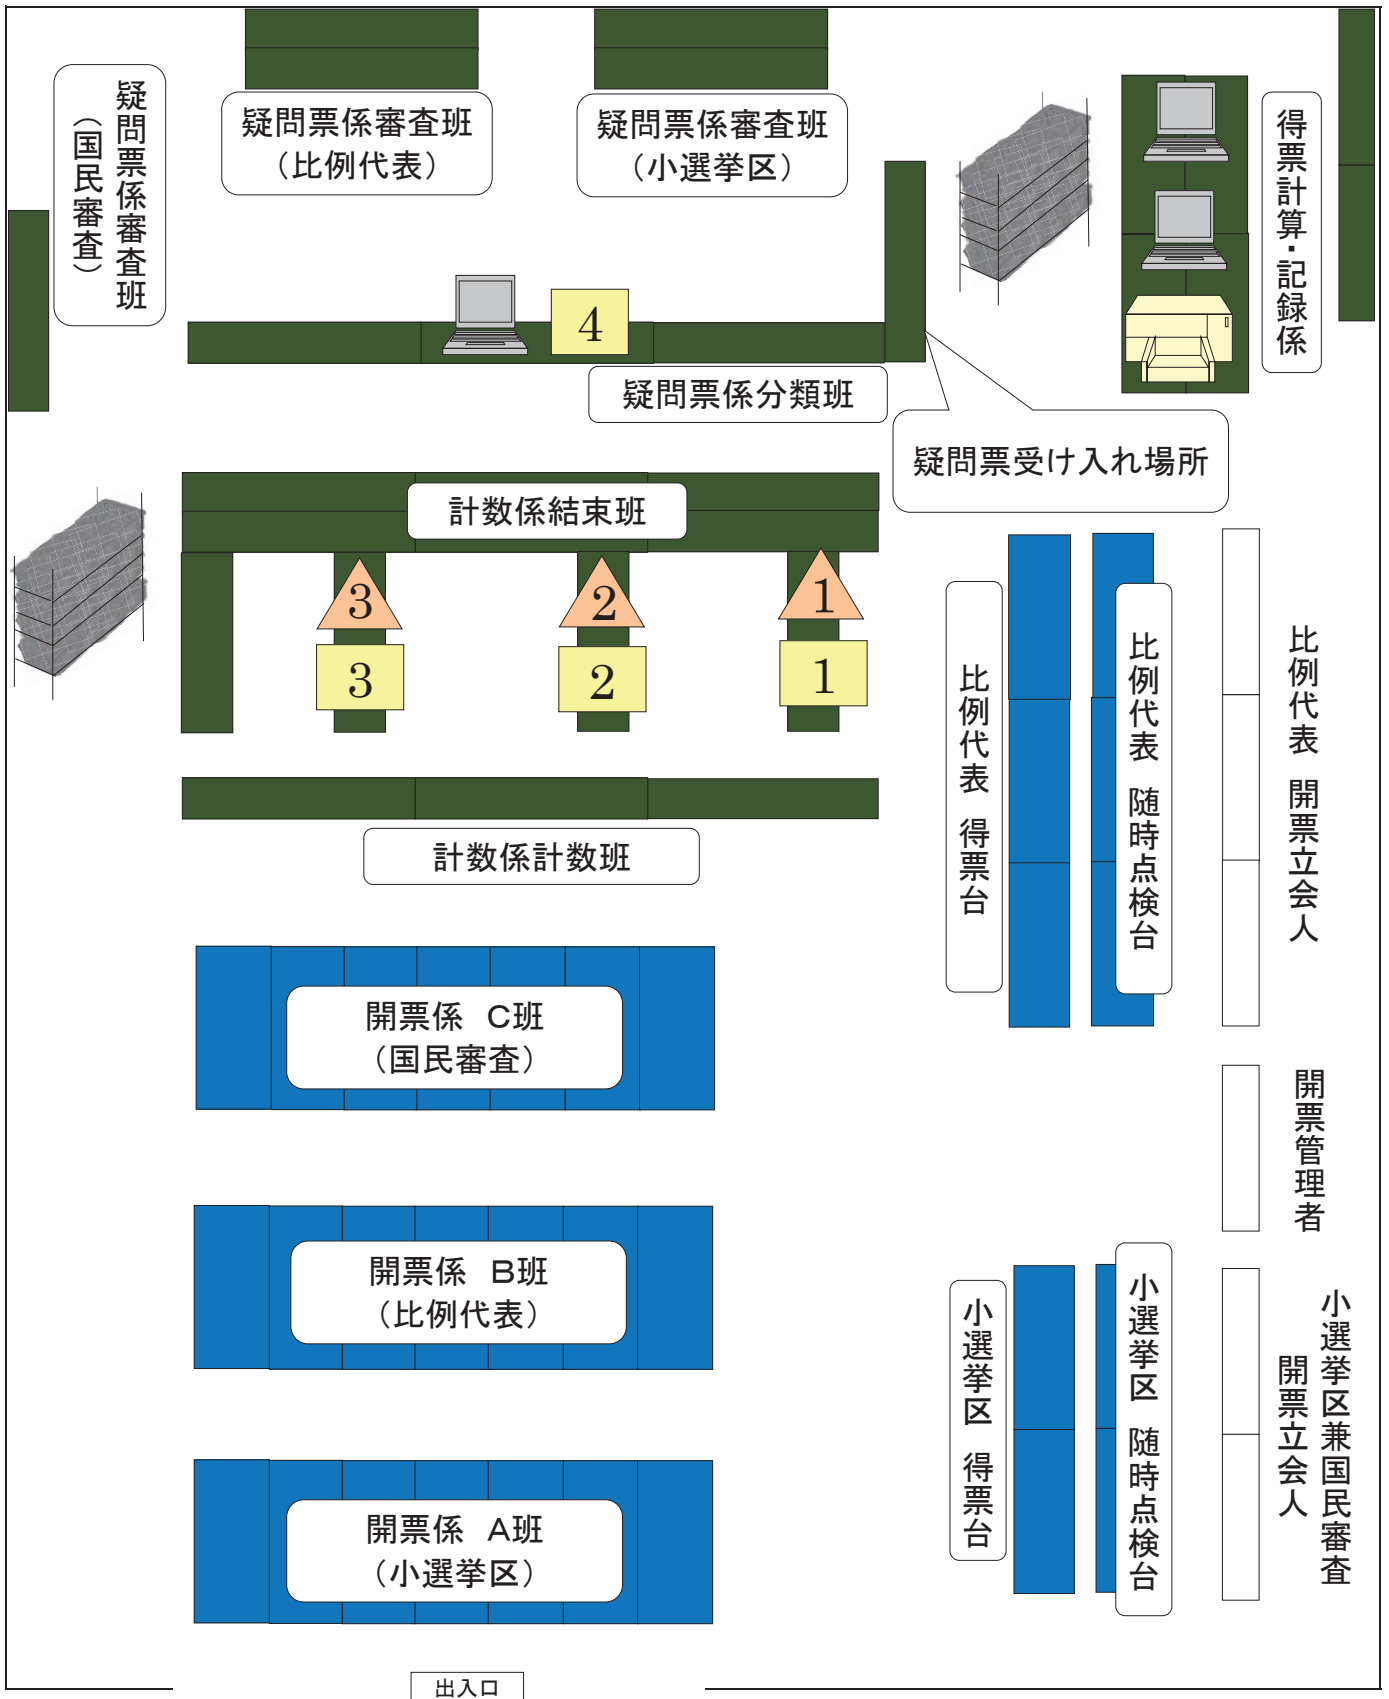 疑問票係審査班
（国民審査）
疑問票係審査班
（比例代表）
疑問票係審査班
（小選挙区）
得票計算・記録係
4
疑問票係分類班
疑問票受け入れ場所
計数係結束班
3
2
1
3
2
1
計数係計数班
比例代表 得票台
比例代表 随時点検台
比例代表 開票立会人
開票係 C班
（国民審査）
開票管理者
開票係 B班
（比例代表）
小選挙区 得票台
小選挙区 随時点検台
小選挙区兼国民審査
開票立会人
開票係 A班
（小選挙区）
出入口